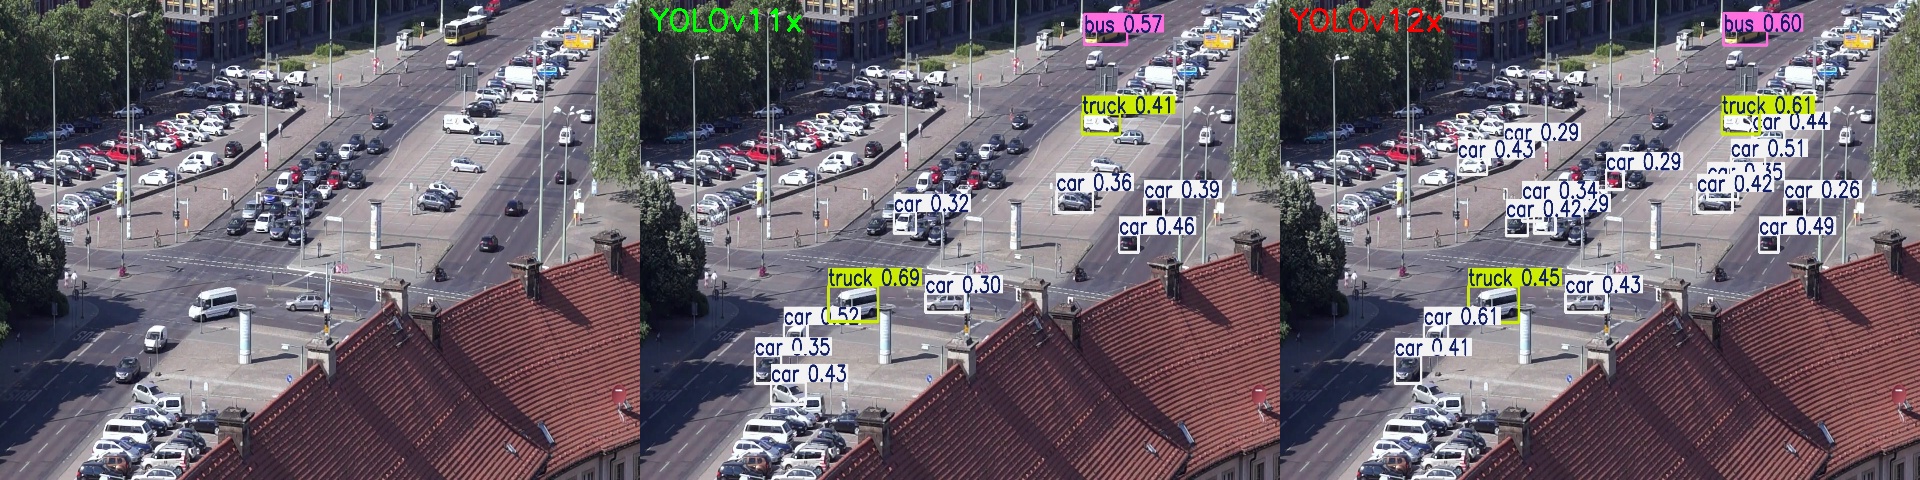 YOLOv11x
bus 0.57
truck 0.41
car 0.36
car 0.39
car 0.32
car 0.46
truck 0.69
car 0.30
car 0.52
car 0.35
car 0.43
YOLOv12x
bus 0.60
truck 0.61
car 0.44
car 0.29
car 0.51
car 0.43
car 0.29
car 0.42
car 0.34
car 0.26
car 0.42
car 0.49
truck 0.45
car 0.43
car 0.61
car 0.41